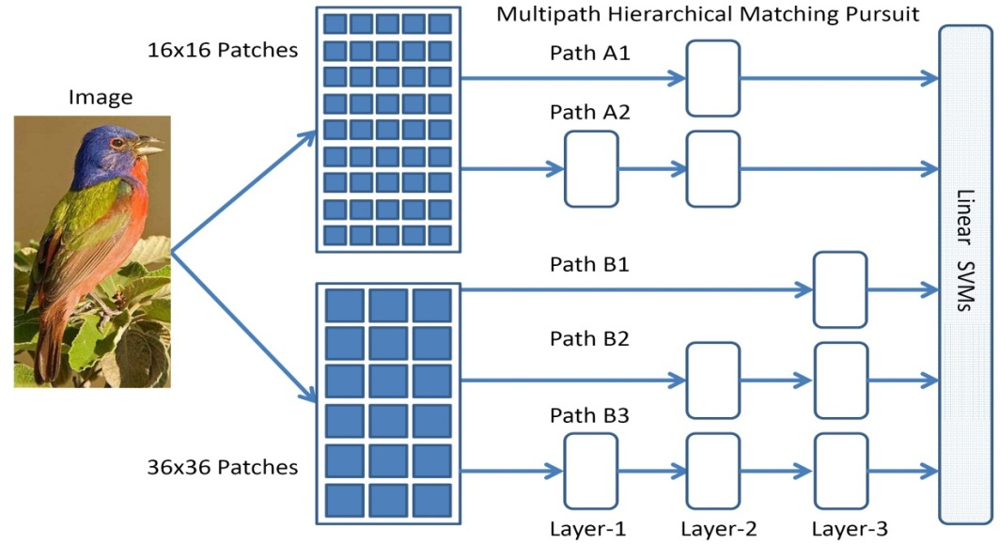 Multipath Hierarchical Matching Pursuit
16x16 Patches
Path A1
Image
Path A2
Linear SVMs
Path B1
Path B2
Path B3
36x36 Patches
Layer-1
Layer-2
Layer-3